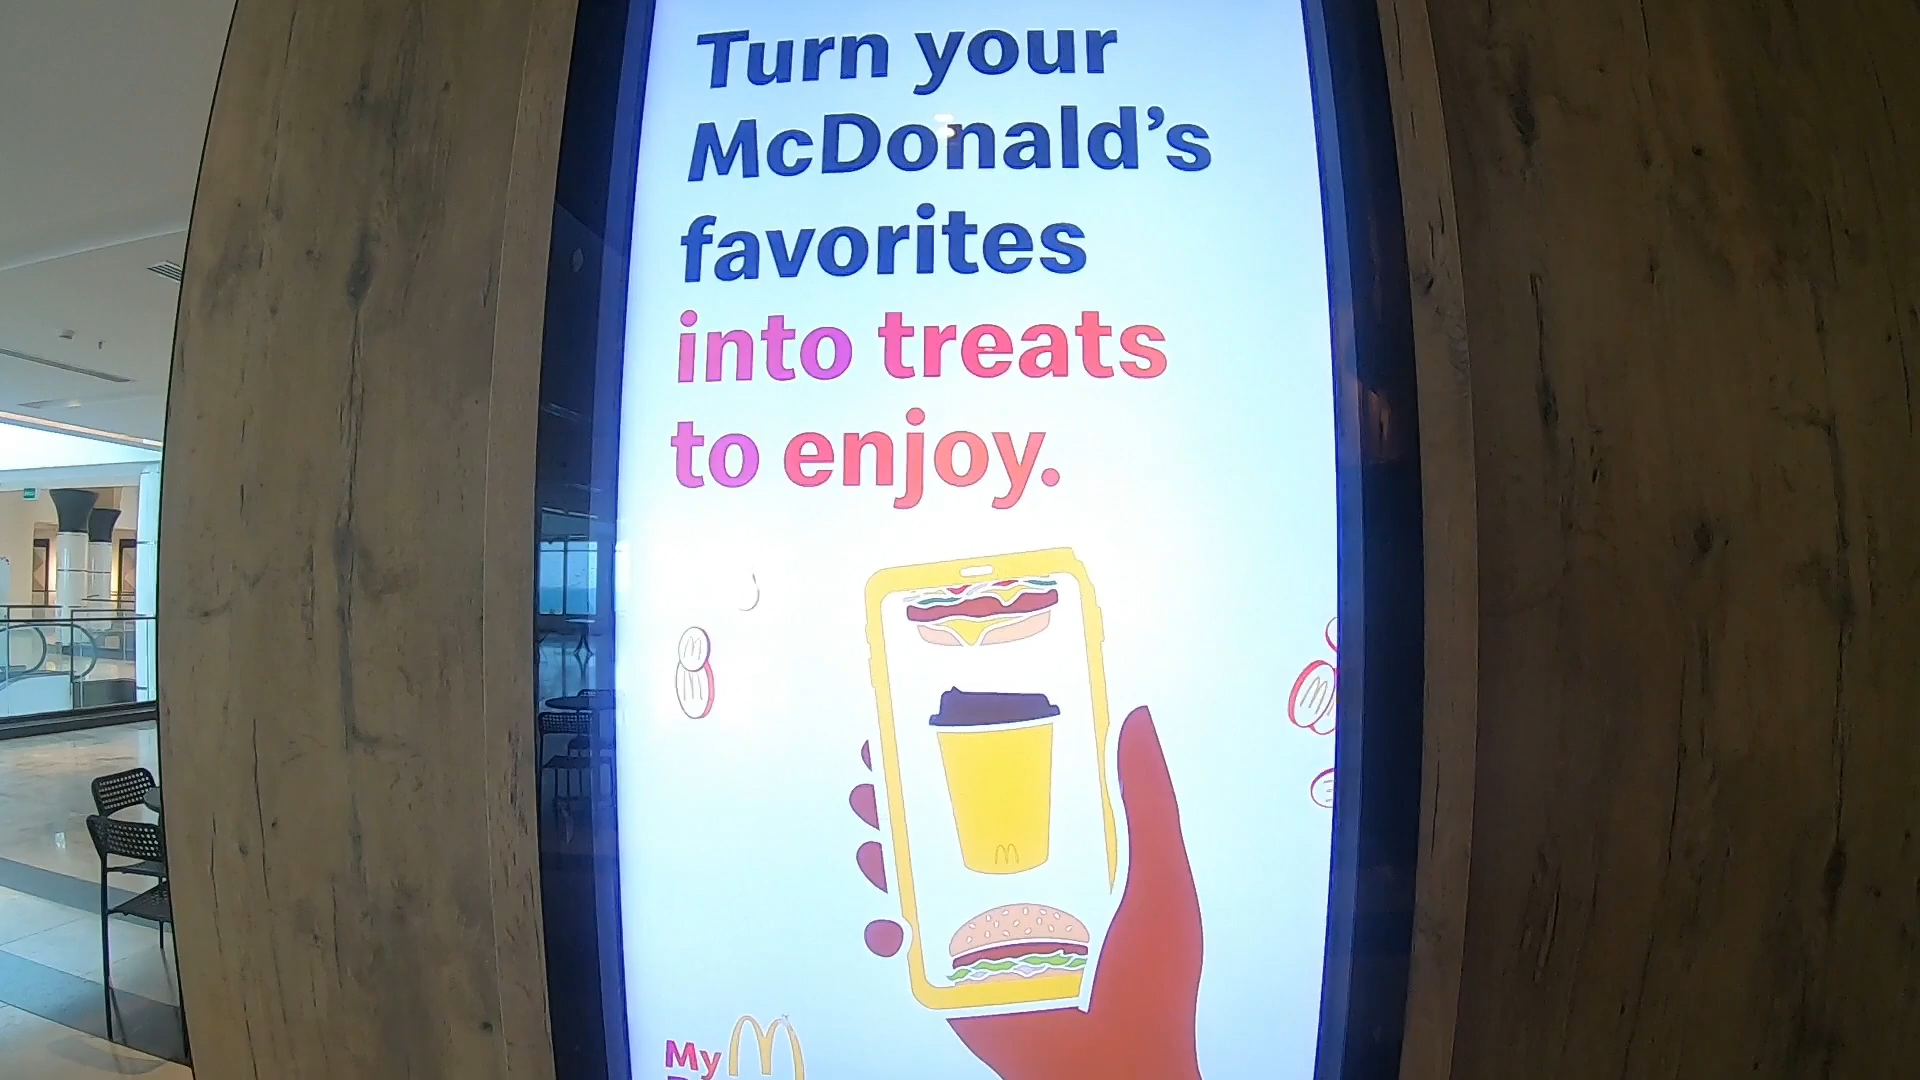 Turn your
McDonald’s
favorites
into treats
to enjoy.
My